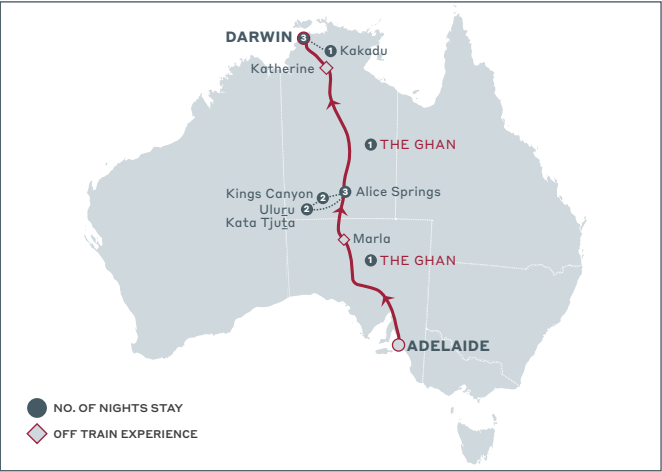 DARWIN 3
1 Kakadu
Katherine
1 THE GHAN
Kings Canyon 2
3 Alice Springs
Uluru 2
Kata Tjuṯa
Marla
1 THE GHAN
ADELAIDE
NO. OF NIGHTS STAY
OFF TRAIN EXPERIENCE